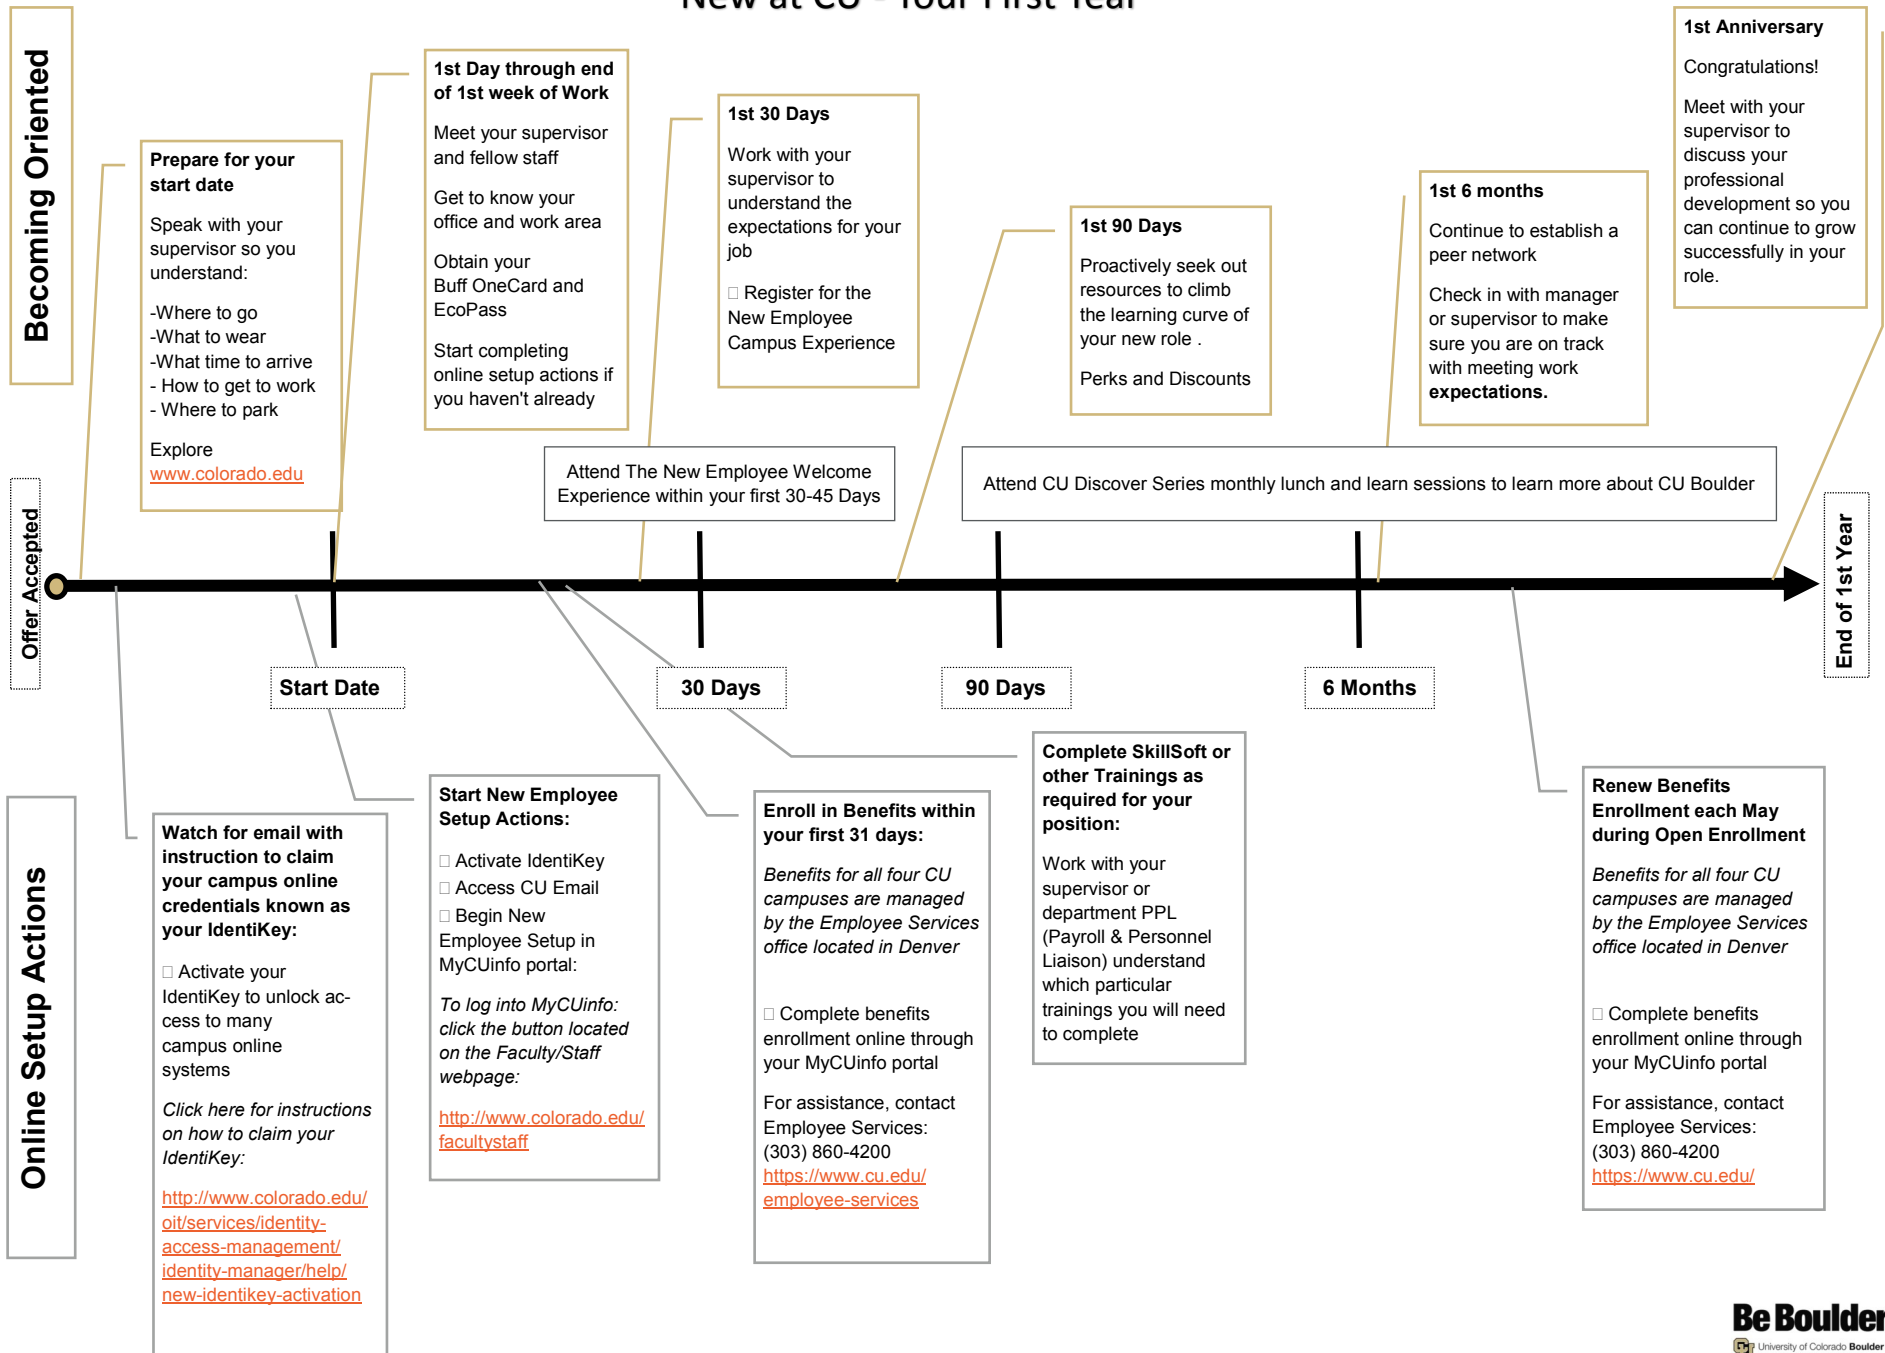 New at CU - Your First Year
Becoming Oriented
Prepare for your
start date
Speak with your
supervisor so you
understand:
-Where to go
-What to wear
-What time to arrive
- How to get to work
- Where to park
Explore
www.colorado.edu
1st Day through end
of 1st week of Work
Meet your supervisor
and fellow staff
Get to know your
office and work area
Obtain your
Buff OneCard and
EcoPass
Start completing
online setup actions if
you haven't already
1st 30 Days
Work with your
supervisor to
understand the
expectations for your
job
□ Register for the
New Employee
Campus Experience
1st 90 Days
Proactively seek out
resources to climb
the learning curve of
your new role .
Perks and Discounts
1st 6 months
Continue to establish a
peer network
Check in with manager
or supervisor to make
sure you are on track
with meeting work
expectations.
1st Anniversary
Congratulations!
Meet with your
supervisor to
discuss your
professional
development so you
can continue to grow
successfully in your
role.
Attend The New Employee Welcome
Experience within your first 30-45 Days
Attend CU Discover Series monthly lunch and learn sessions to learn more about CU Boulder
Offer Accepted
Start Date
30 Days
90 Days
6 Months
End of 1st Year
Online Setup Actions
Watch for email with
instruction to claim
your campus online
credentials known as
your IdentiKey:
□ Activate your
IdentiKey to unlock ac-
cess to many
campus online
systems
Click here for instructions
on how to claim your
IdentiKey:
http://www.colorado.edu/
oit/services/identity-
access-management/
identity-manager/help/
new-identikey-activation
Start New Employee
Setup Actions:
□ Activate IdentiKey
□ Access CU Email
□ Begin New
Employee Setup in
MyCUinfo portal:
To log into MyCUinfo:
click the button located
on the Faculty/Staff
webpage:
http://www.colorado.edu/
facultystaff
Enroll in Benefits within
your first 31 days:
Benefits for all four CU
campuses are managed
by the Employee Services
office located in Denver
□ Complete benefits
enrollment online through
your MyCUinfo portal
For assistance, contact
Employee Services:
(303) 860-4200
https://www.cu.edu/
employee-services
Complete SkillSoft or
other Trainings as
required for your
position:
Work with your
supervisor or
department PPL
(Payroll & Personnel
Liaison) understand
which particular
trainings you will need
to complete
Renew Benefits
Enrollment each May
during Open Enrollment
Benefits for all four CU
campuses are managed
by the Employee Services
office located in Denver
□ Complete benefits
enrollment online through
your MyCUinfo portal
For assistance, contact
Employee Services:
(303) 860-4200
https://www.cu.edu/
Be Boulder
University of Colorado Boulder